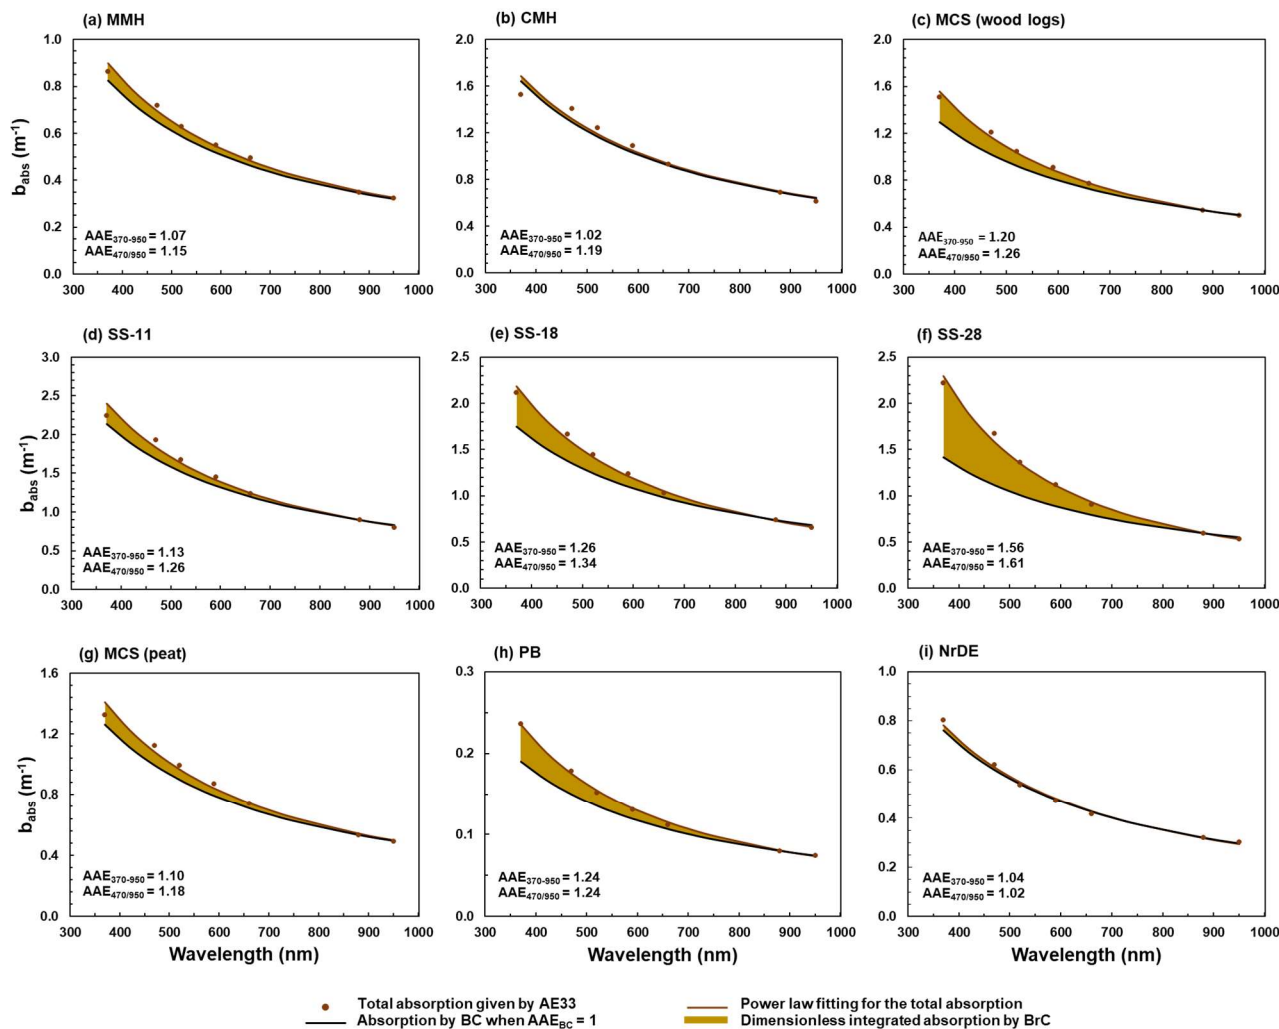 (a) MMH
(b) CMH
(c) MCS (wood logs)
b_abs (m⁻¹)
1.0
0.8
0.6
0.4
0.2
0.0
AAE₃₇₀₋₉₅₀ = 1.07
AAE₄₇₀/₉₅₀ = 1.15
300 400 500 600 700 800 900 1000
2.0
1.6
1.2
0.8
0.4
0.0
AAE₃₇₀₋₉₅₀ = 1.02
AAE₄₇₀/₉₅₀ = 1.19
300 400 500 600 700 800 900 1000
2.0
1.6
1.2
0.8
0.4
0.0
AAE₃₇₀₋₉₅₀ = 1.20
AAE₄₇₀/₉₅₀ = 1.26
300 400 500 600 700 800 900 1000
(d) SS-11
(e) SS-18
(f) SS-28
b_abs (m⁻¹)
3.0
2.5
2.0
1.5
1.0
0.5
0.0
AAE₃₇₀₋₉₅₀ = 1.13
AAE₄₇₀/₉₅₀ = 1.26
300 400 500 600 700 800 900 1000
2.5
2.0
1.5
1.0
0.5
0.0
AAE₃₇₀₋₉₅₀ = 1.26
AAE₄₇₀/₉₅₀ = 1.34
300 400 500 600 700 800 900 1000
2.5
2.0
1.5
1.0
0.5
0.0
AAE₃₇₀₋₉₅₀ = 1.56
AAE₄₇₀/₉₅₀ = 1.61
300 400 500 600 700 800 900 1000
(g) MCS (peat)
(h) PB
(i) NrDE
b_abs (m⁻¹)
1.6
1.2
0.8
0.4
0.0
AAE₃₇₀₋₉₅₀ = 1.10
AAE₄₇₀/₉₅₀ = 1.18
300 400 500 600 700 800 900 1000
Wavelength (nm)
0.3
0.2
0.1
0.0
AAE₃₇₀₋₉₅₀ = 1.24
AAE₄₇₀/₉₅₀ = 1.24
300 400 500 600 700 800 900 1000
Wavelength (nm)
1.0
0.8
0.6
0.4
0.2
0.0
AAE₃₇₀₋₉₅₀ = 1.04
AAE₄₇₀/₉₅₀ = 1.02
300 400 500 600 700 800 900 1000
Wavelength (nm)
Total absorption given by AE33
Power law fitting for the total absorption
Absorption by BC when AAE_BC = 1
Dimensionless integrated absorption by BrC